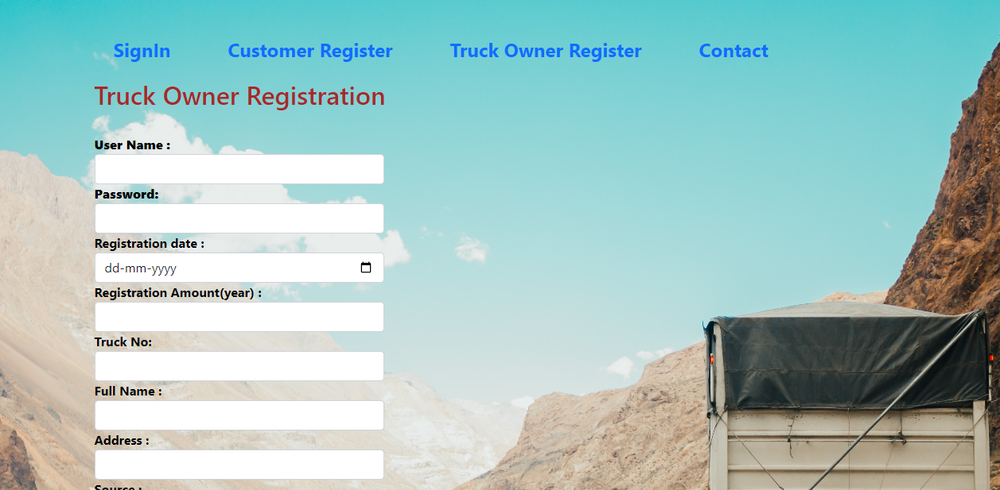 SignIn Customer Register Truck Owner Register Contact
Truck Owner Registration
User Name :
Password:
Registration date :
dd-mm-yyyy
Registration Amount(year) :
Truck No:
Full Name :
Address :
Source :